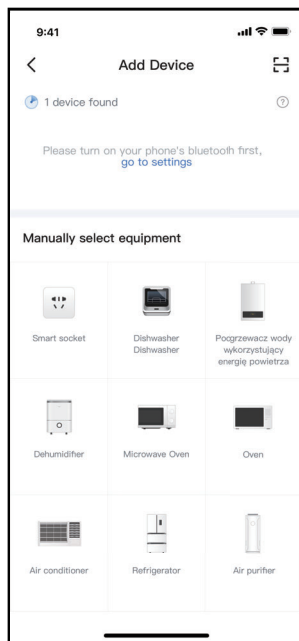 9:41
Add Device
1 device found
Please turn on your phone's bluetooth first,
go to settings
Manually select equipment
Smart socket
Dishwasher
Dishwasher
Pocgrzewacz wody
wykorzystujący
energię powietrza
Dehumidifier
Microwave Oven
Oven
Air conditioner
Refrigerator
Air purifier